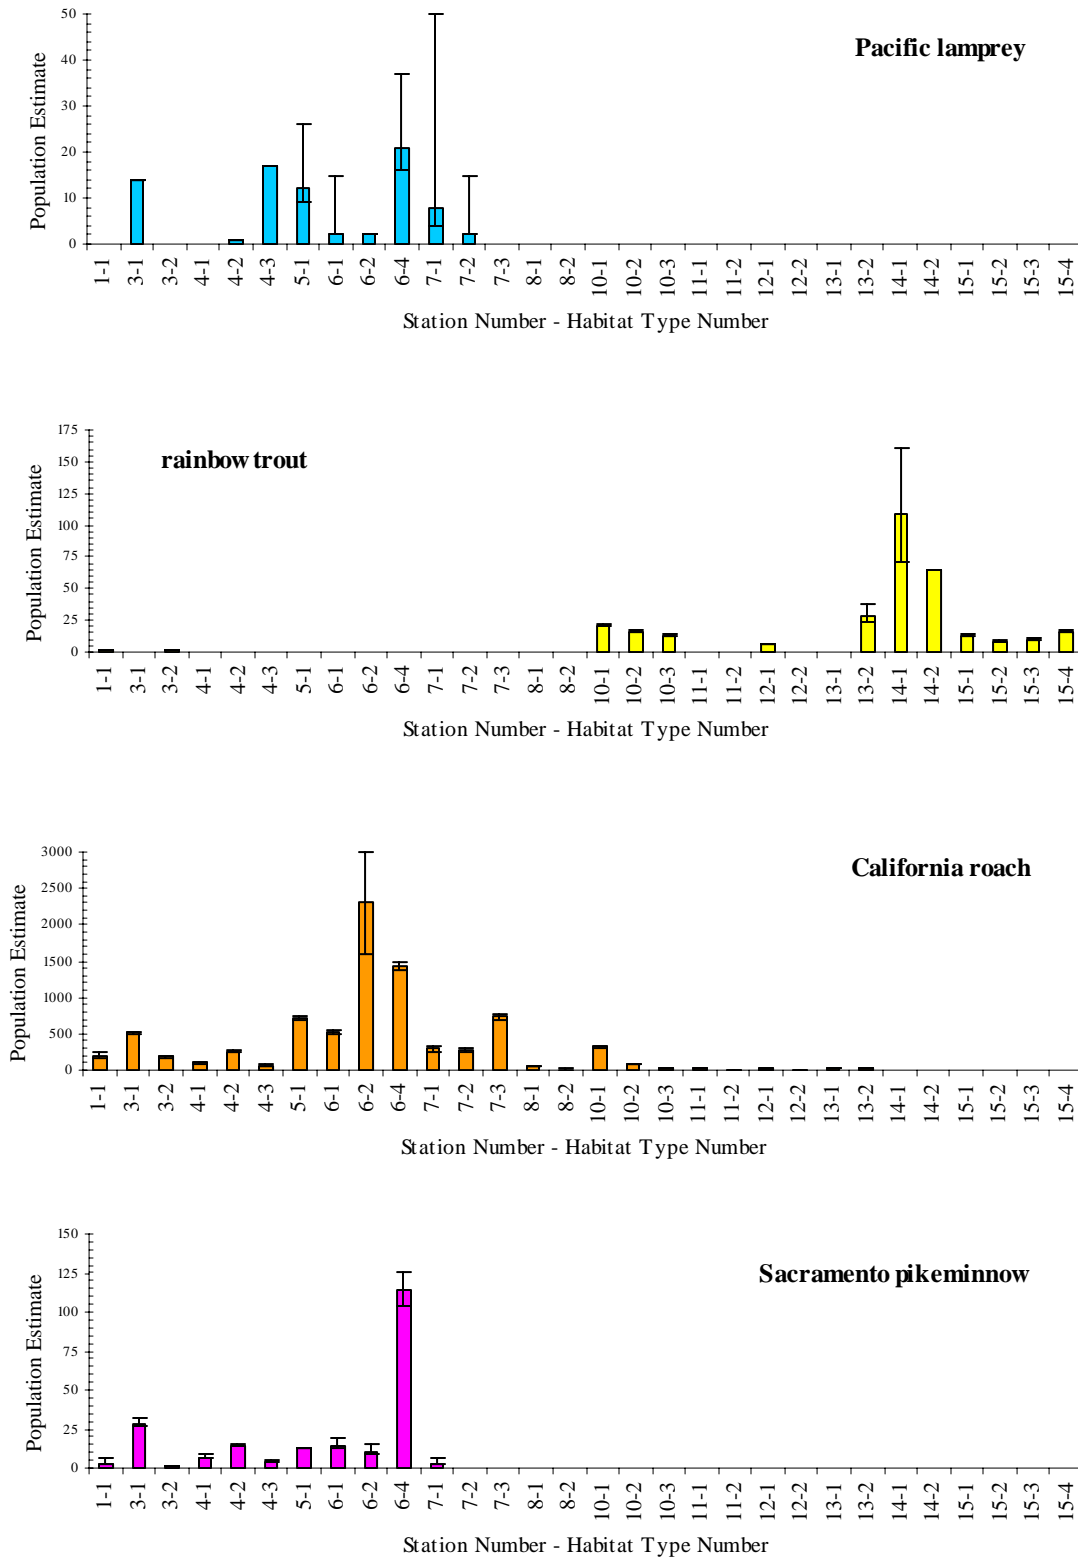 Pacific lamprey
Population Estimate
50
40
30
20
10
0
1-1 3-1 3-2 4-1 4-2 4-3 5-1 6-1 6-2 6-4 7-1 7-2 7-3 8-1 8-2 10-1 10-2 10-3 11-1 11-2 12-1 12-2 13-1 13-2 14-1 14-2 15-1 15-2 15-3 15-4
Station Number - Habitat Type Number
rainbow trout
Population Estimate
175
150
125
100
75
50
25
0
1-1 3-1 3-2 4-1 4-2 4-3 5-1 6-1 6-2 6-4 7-1 7-2 7-3 8-1 8-2 10-1 10-2 10-3 11-1 11-2 12-1 12-2 13-1 13-2 14-1 14-2 15-1 15-2 15-3 15-4
Station Number - Habitat Type Number
California roach
Population Estimate
3000
2500
2000
1500
1000
500
0
1-1 3-1 3-2 4-1 4-2 4-3 5-1 6-1 6-2 6-4 7-1 7-2 7-3 8-1 8-2 10-1 10-2 10-3 11-1 11-2 12-1 12-2 13-1 13-2 14-1 14-2 15-1 15-2 15-3 15-4
Station Number - Habitat Type Number
Sacramento pikeminnow
Population Estimate
150
125
100
75
50
25
0
1-1 3-1 3-2 4-1 4-2 4-3 5-1 6-1 6-2 6-4 7-1 7-2 7-3 8-1 8-2 10-1 10-2 10-3 11-1 11-2 12-1 12-2 13-1 13-2 14-1 14-2 15-1 15-2 15-3 15-4
Station Number - Habitat Type Number